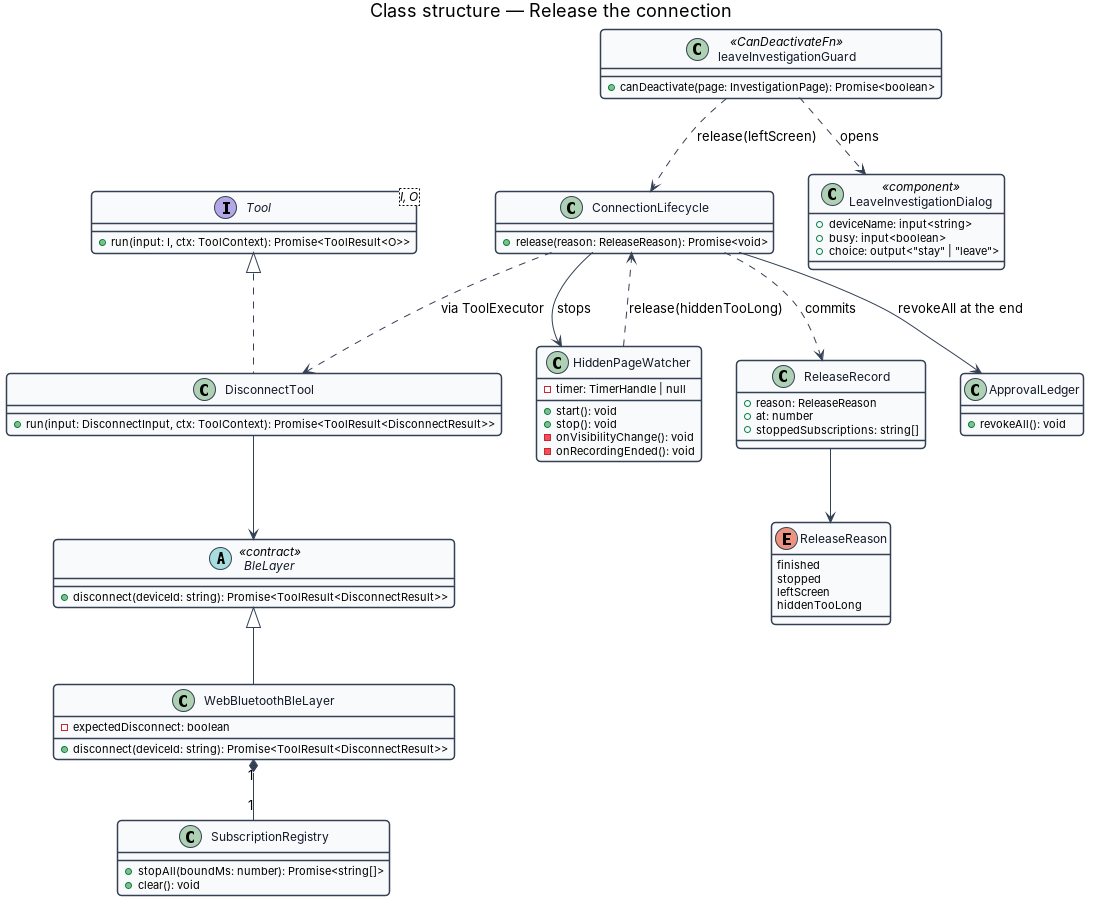 Class structure — Release the connection
C
«CanDeactivateFn»
leaveInvestigationGuard
canDeactivate(page: InvestigationPage): Promise<boolean>
release(leftScreen)
opens
I
Tool
I, O
run(input: I, ctx: ToolContext): Promise<ToolResult<O>>
C
ConnectionLifecycle
release(reason: ReleaseReason): Promise<void>
C
«component»
LeaveInvestigationDialog
deviceName: input<string>
busy: input<boolean>
choice: output<"stay" | "leave">
via ToolExecutor
stops
release(hiddenTooLong)
commits
revokeAll at the end
C
DisconnectTool
run(input: DisconnectInput, ctx: ToolContext): Promise<ToolResult<DisconnectResult>>
C
HiddenPageWatcher
timer: TimerHandle | null
start(): void
stop(): void
onVisibilityChange(): void
onRecordingEnded(): void
C
ReleaseRecord
reason: ReleaseReason
at: number
stoppedSubscriptions: string[]
C
ApprovalLedger
revokeAll(): void
A
«contract»
BleLayer
disconnect(deviceId: string): Promise<ToolResult<DisconnectResult>>
E
ReleaseReason
finished
stopped
leftScreen
hiddenTooLong
C
WebBluetoothBleLayer
expectedDisconnect: boolean
disconnect(deviceId: string): Promise<ToolResult<DisconnectResult>>
1
1
C
SubscriptionRegistry
stopAll(boundMs: number): Promise<string[]>
clear(): void